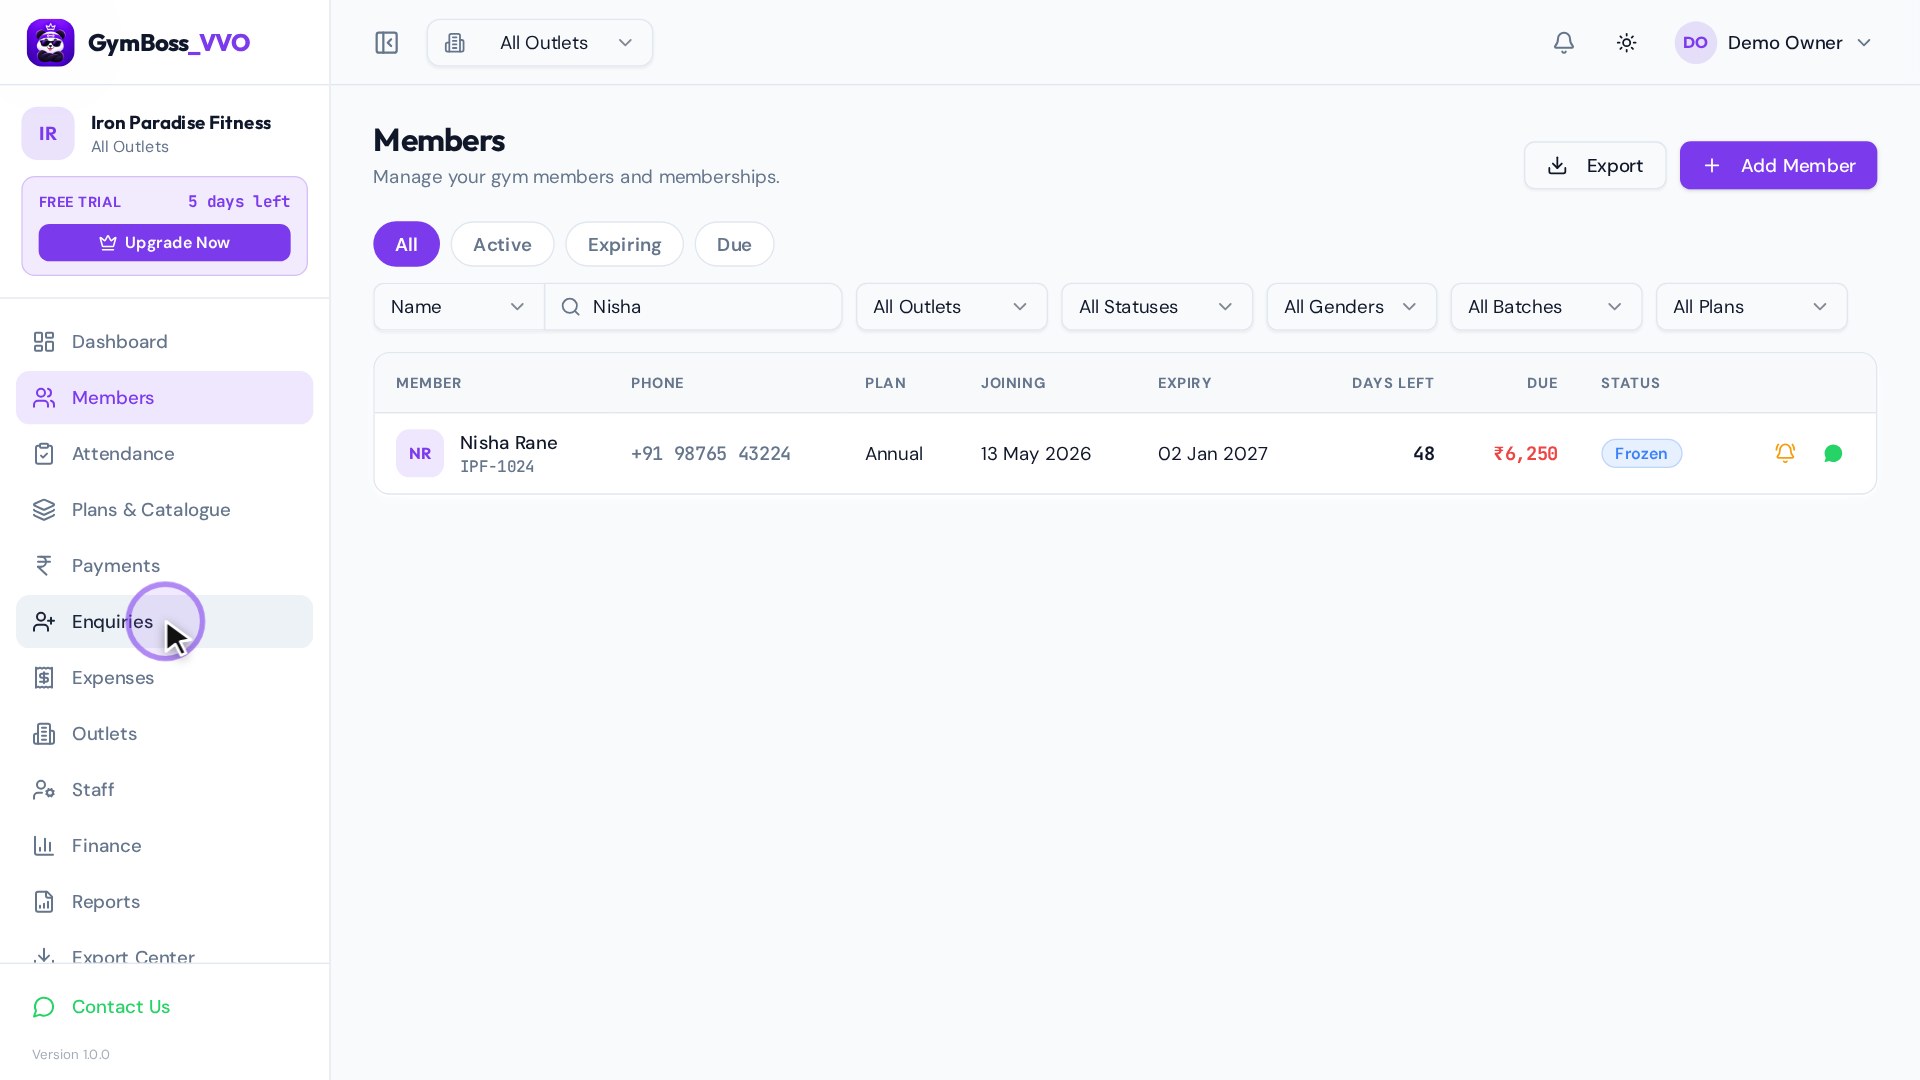 GymBoss_VVO
All Outlets
DO
Demo Owner
IR
Iron Paradise Fitness
All Outlets
FREE TRIAL
5 days left
Upgrade Now
Dashboard
Members
Attendance
Plans & Catalogue
Payments
Enquiries
Expenses
Outlets
Staff
Finance
Reports
Export Center
Contact Us
Version 1.0.0
Members
Manage your gym members and memberships.
Export
Add Member
All
Active
Expiring
Due
Name
Nisha
All Outlets
All Statuses
All Genders
All Batches
All Plans
MEMBER PHONE PLAN JOINING EXPIRY DAYS LEFT DUE STATUS
NR Nisha Rane +91 98765 43224 Annual 13 May 2026 02 Jan 2027 48 ₹6,250 Frozen
IPF-1024